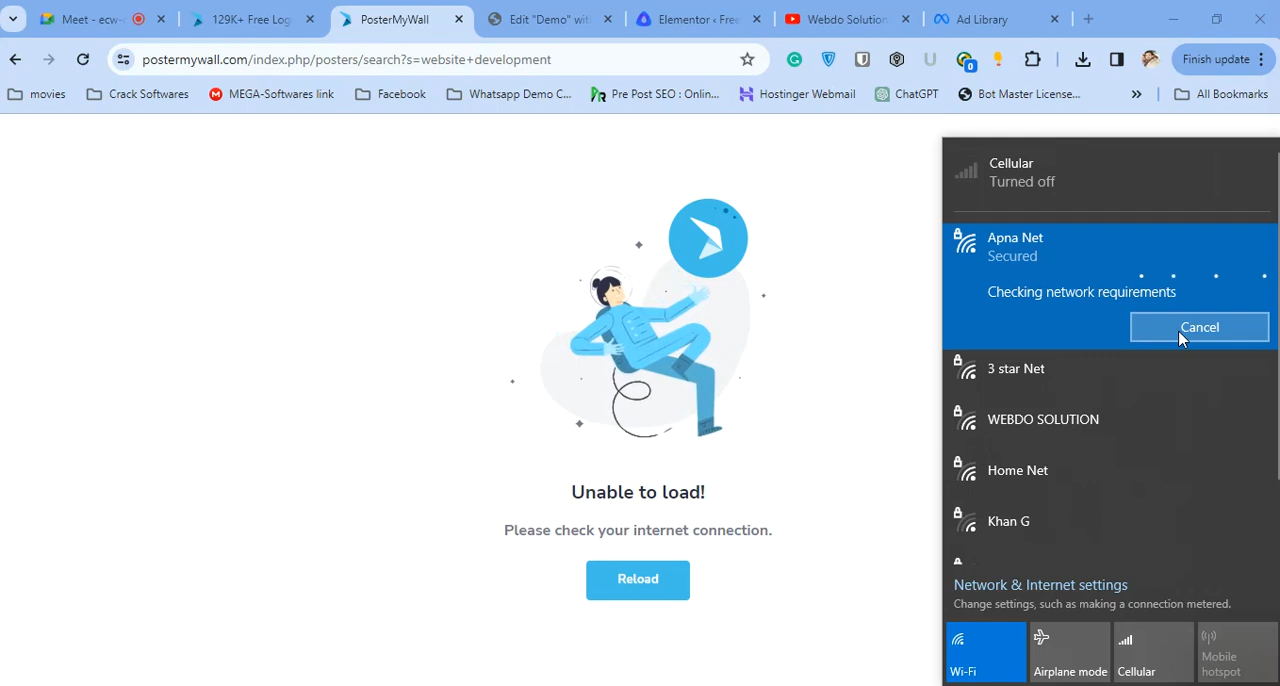 Meet - ecw-
129K+ Free Log
PosterMyWall
Edit "Demo" wit
Elementor ‹ Free
Webdo Solution
Ad Library
postermywall.com/index.php/posters/search?s=website+development
Finish update
movies
Crack Softwares
MEGA-Softwares link
Facebook
Whatsapp Demo C...
Pre Post SEO : Onlin...
Hostinger Webmail
ChatGPT
Bot Master License...
»
All Bookmarks
Cellular
Turned off
Apna Net
Secured
Checking network requirements
Cancel
3 star Net
WEBDO SOLUTION
Home Net
Khan G
Unable to load!
Please check your internet connection.
Reload
Network & Internet settings
Change settings, such as making a connection metered.
Wi-Fi
Airplane mode
Cellular
Mobile
hotspot